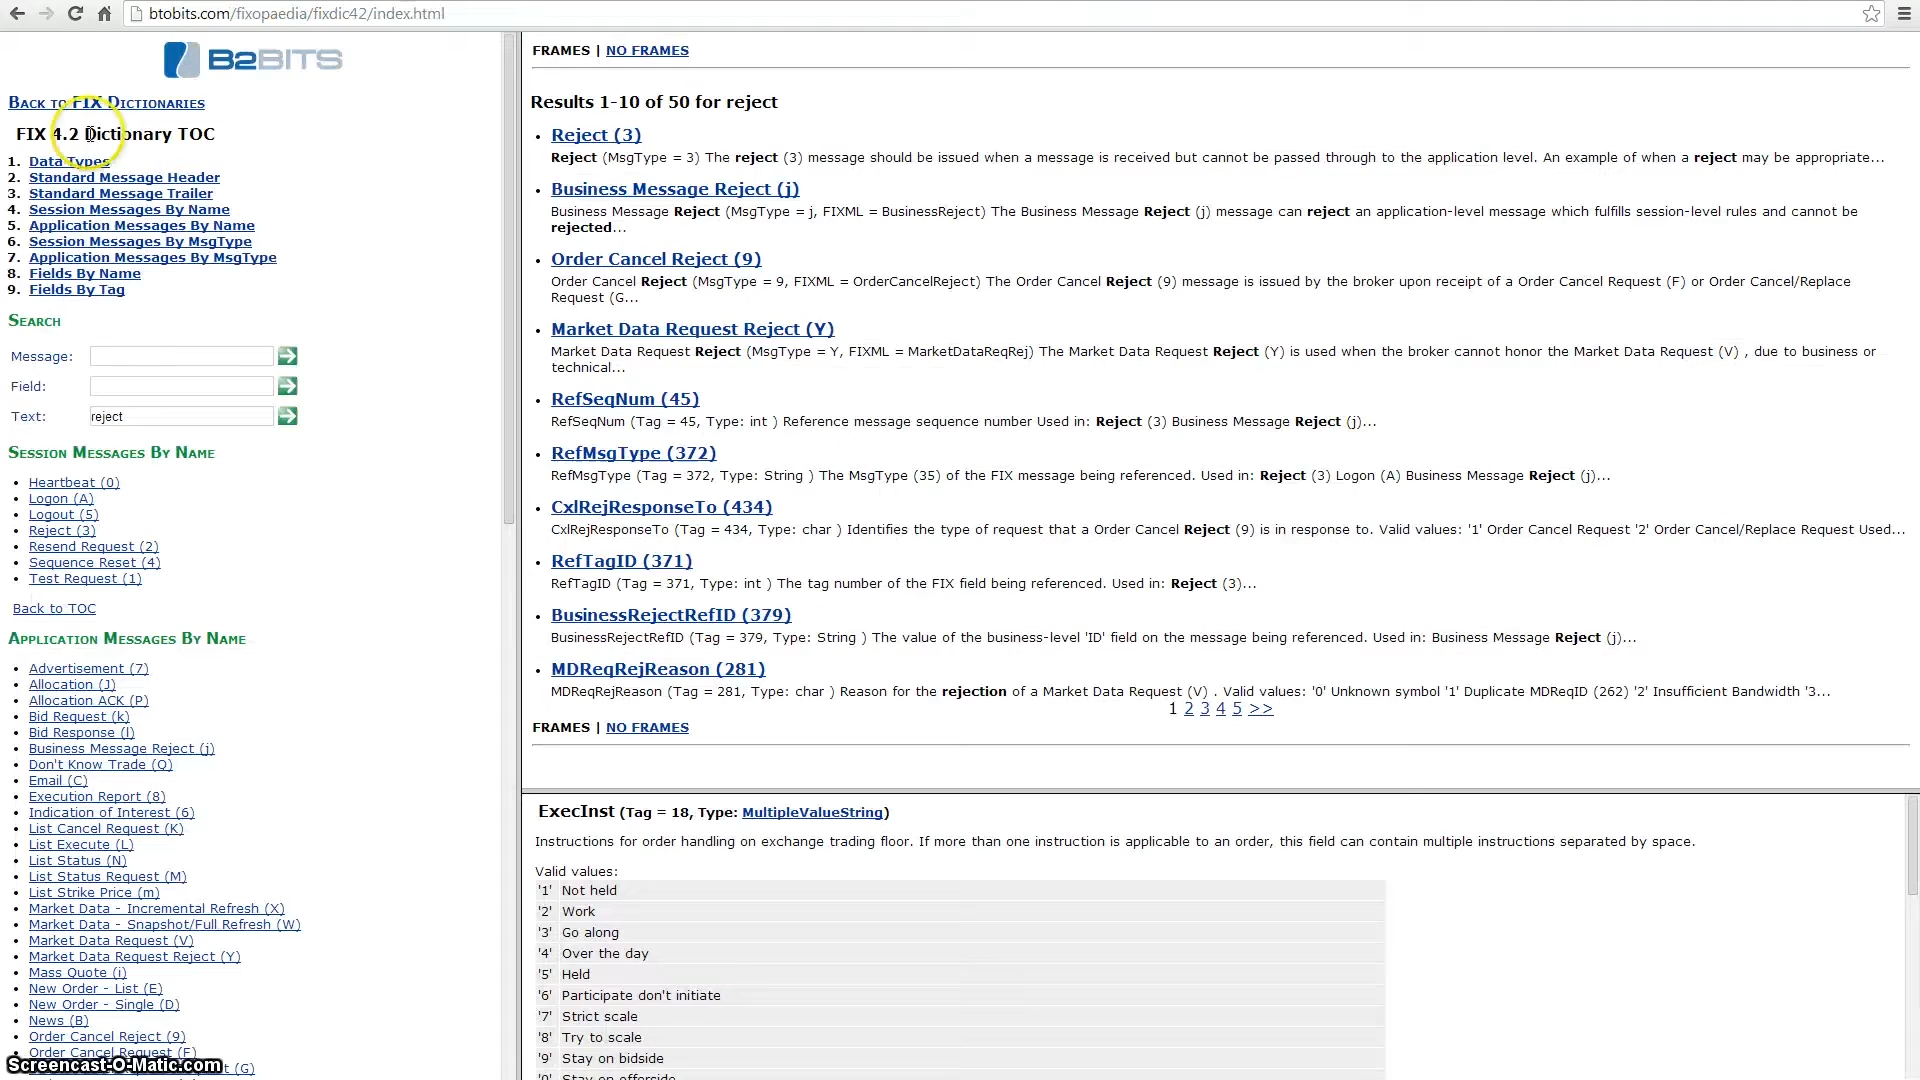 btobits.com/fixopaedia/fixdic42/index.html
B2BITS
Back to FIX Dictionaries
FIX 4.2 Dictionary TOC
1. Data Types
2. Standard Message Header
3. Standard Message Trailer
4. Session Messages By Name
5. Application Messages By Name
6. Session Messages By MsgType
7. Application Messages By MsgType
8. Fields By Name
9. Fields By Tag
Search
Message:
Field:
Text: reject
Session Messages By Name
Heartbeat (0)
Logon (A)
Logout (5)
Reject (3)
Resend Request (2)
Sequence Reset (4)
Test Request (1)
Back to TOC
Application Messages By Name
Advertisement (7)
Allocation (J)
Allocation ACK (P)
Bid Request (k)
Bid Response (l)
Business Message Reject (j)
Don't Know Trade (Q)
Email (C)
Execution Report (8)
Indication of Interest (6)
List Cancel Request (K)
List Execute (L)
List Status (N)
List Status Request (M)
List Strike Price (m)
Market Data - Incremental Refresh (X)
Market Data - Snapshot/Full Refresh (W)
Market Data Request (V)
Market Data Request Reject (Y)
Mass Quote (i)
New Order - List (E)
New Order - Single (D)
News (B)
Order Cancel Reject (9)
Order Cancel Request (F)
(G)
Screencast-O-Matic.com
FRAMES | NO FRAMES
Results 1-10 of 50 for reject
Reject (3)
Reject (MsgType = 3) The reject (3) message should be issued when a message is received but cannot be passed through to the application level. An example of when a reject may be appropriate...
Business Message Reject (j)
Business Message Reject (MsgType = j, FIXML = BusinessReject) The Business Message Reject (j) message can reject an application-level message which fulfills session-level rules and cannot be
rejected...
Order Cancel Reject (9)
Order Cancel Reject (MsgType = 9, FIXML = OrderCancelReject) The Order Cancel Reject (9) message is issued by the broker upon receipt of a Order Cancel Request (F) or Order Cancel/Replace
Request (G...
Market Data Request Reject (Y)
Market Data Request Reject (MsgType = Y, FIXML = MarketDataReqRej) The Market Data Request Reject (Y) is used when the broker cannot honor the Market Data Request (V) , due to business or
technical...
RefSeqNum (45)
RefSeqNum (Tag = 45, Type: int ) Reference message sequence number Used in: Reject (3) Business Message Reject (j)...
RefMsgType (372)
RefMsgType (Tag = 372, Type: String ) The MsgType (35) of the FIX message being referenced. Used in: Reject (3) Logon (A) Business Message Reject (j)...
CxlRejResponseTo (434)
CxlRejResponseTo (Tag = 434, Type: char ) Identifies the type of request that a Order Cancel Reject (9) is in response to. Valid values: '1' Order Cancel Request '2' Order Cancel/Replace Request Used...
RefTagID (371)
RefTagID (Tag = 371, Type: int ) The tag number of the FIX field being referenced. Used in: Reject (3)...
BusinessRejectRefID (379)
BusinessRejectRefID (Tag = 379, Type: String ) The value of the business-level 'ID' field on the message being referenced. Used in: Business Message Reject (j)...
MDReqRejReason (281)
MDReqRejReason (Tag = 281, Type: char ) Reason for the rejection of a Market Data Request (V) . Valid values: '0' Unknown symbol '1' Duplicate MDReqID (262) '2' Insufficient Bandwidth '3...
1 2 3 4 5 >>
FRAMES | NO FRAMES
ExecInst (Tag = 18, Type: MultipleValueString)
Instructions for order handling on exchange trading floor. If more than one instruction is applicable to an order, this field can contain multiple instructions separated by space.
Valid values:
'1' Not held
'2' Work
'3' Go along
'4' Over the day
'5' Held
'6' Participate don't initiate
'7' Strict scale
'8' Try to scale
'9' Stay on bidside
'0' Stay on offerside